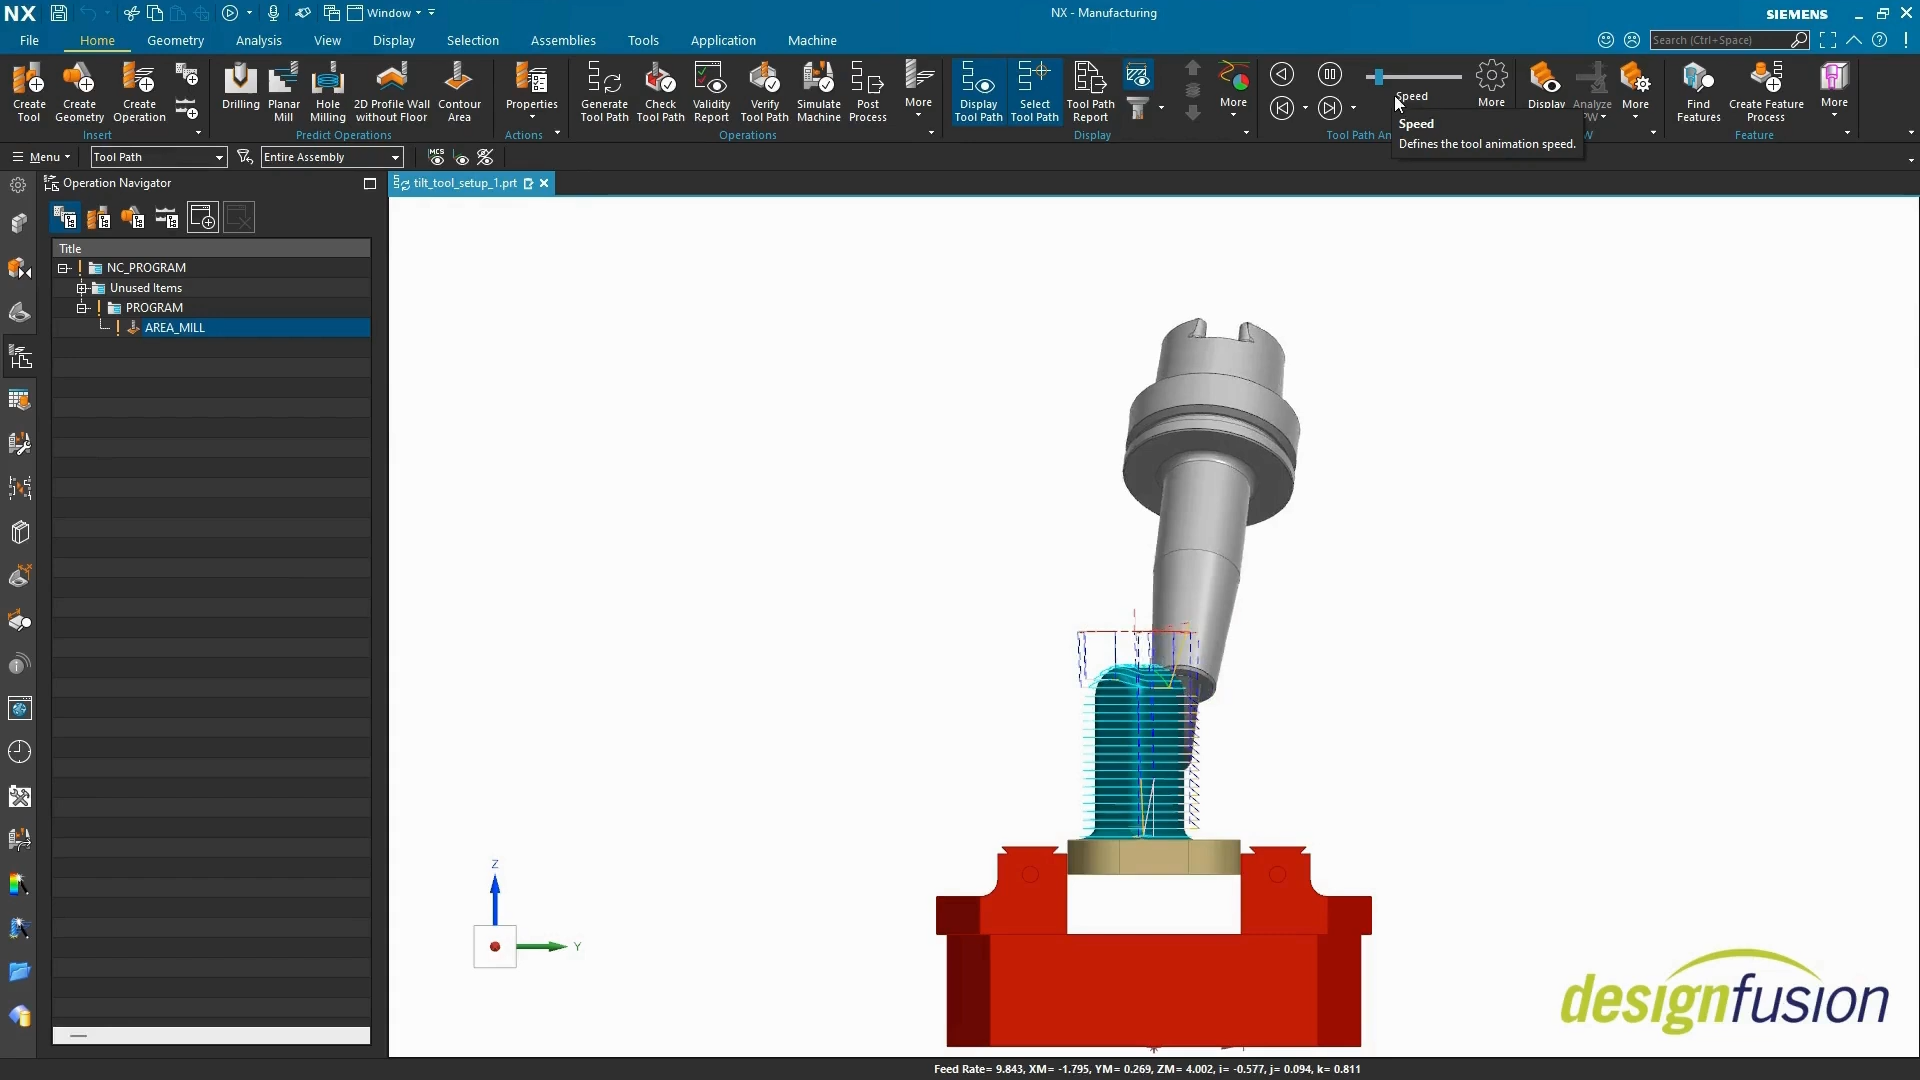 NX
Window
NX - Manufacturing
SIEMENS
File
Home
Geometry
Analysis
View
Display
Selection
Assemblies
Tools
Application
Machine
Search (Ctrl+Space)
Create Tool
Create Geometry
Create Operation
Insert
Drilling
Planar Mill
Hole Milling
2D Profile Wall without Floor
Contour Area
Predict Operations
Properties
Actions
Generate Tool Path
Check Tool Path
Validity Report
Verify Tool Path
Simulate Machine
Post Process
More
Operations
Display Tool Path
Select Tool Path
Tool Path Report
More
Display
Speed
More
Tool Path An
Display
Analyze
PW
More
W
Find Features
Create Feature Process
More
Feature
Speed
Defines the tool animation speed.
Menu
Tool Path
Entire Assembly
MCS
Operation Navigator
tilt_tool_setup_1.prt
Title
NC_PROGRAM
Unused Items
PROGRAM
AREA_MILL
Z
Y
designfusion
Feed Rate= 9.843, XM= -1.795, YM= 0.269, ZM= 4.002, i= -0.577, j= 0.094, k= 0.811